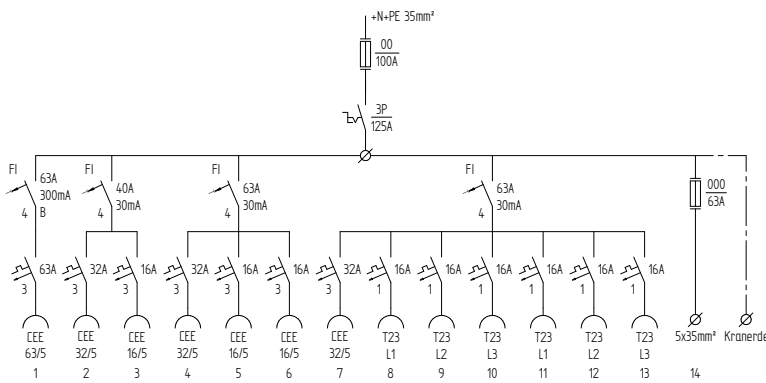 +N+PE 35mm²
00
100A
3P
125A
FI
63A
300mA
4
B
FI
40A
30mA
4
FI
63A
30mA
4
FI
63A
30mA
4
000
63A
63A
3
32A
3
16A
3
32A
3
16A
3
16A
3
32A
3
16A
1
16A
1
16A
1
16A
1
16A
1
16A
1
CEE CEE CEE CEE CEE CEE CEE T23 T23 T23 T23 T23 T23 5x35mm² Kranerde
63/5 32/5 16/5 32/5 16/5 16/5 32/5 L1 L2 L3 L1 L2 L3
1 2 3 4 5 6 7 8 9 10 11 12 13 14